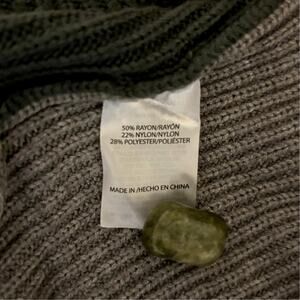 50% RAYON/RAYÓN
22% NYLON/NYLON
28% POLYESTER/POLIÉSTER
MADE IN /HECHO EN CHINA